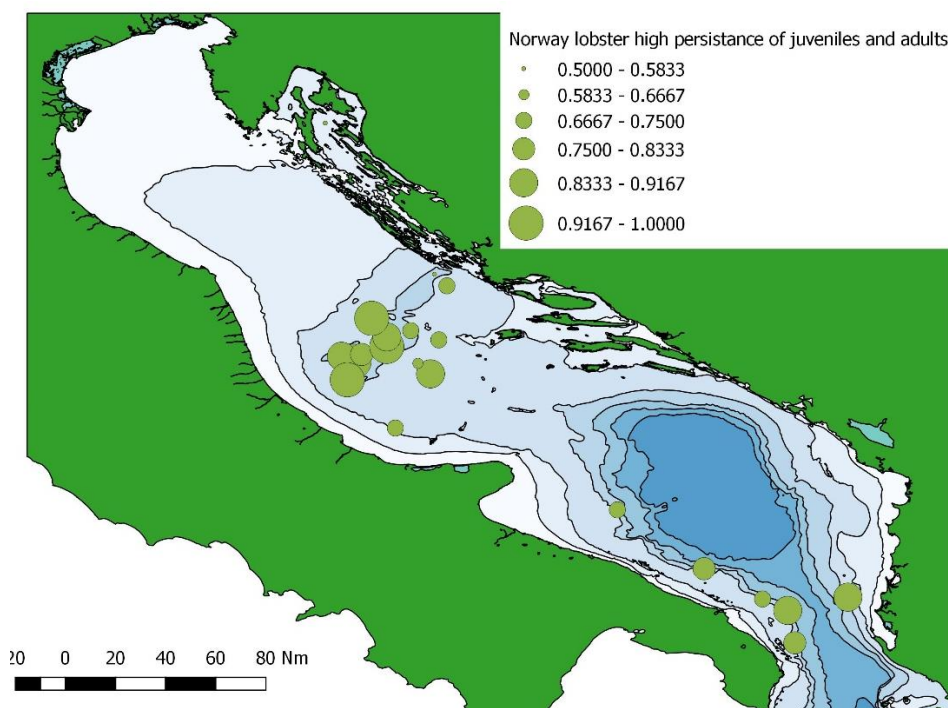 Norway lobster high persistance of juveniles and adults
0.5000 - 0.5833
0.5833 - 0.6667
0.6667 - 0.7500
0.7500 - 0.8333
0.8333 - 0.9167
0.9167 - 1.0000
20 0 20 40 60 80 Nm